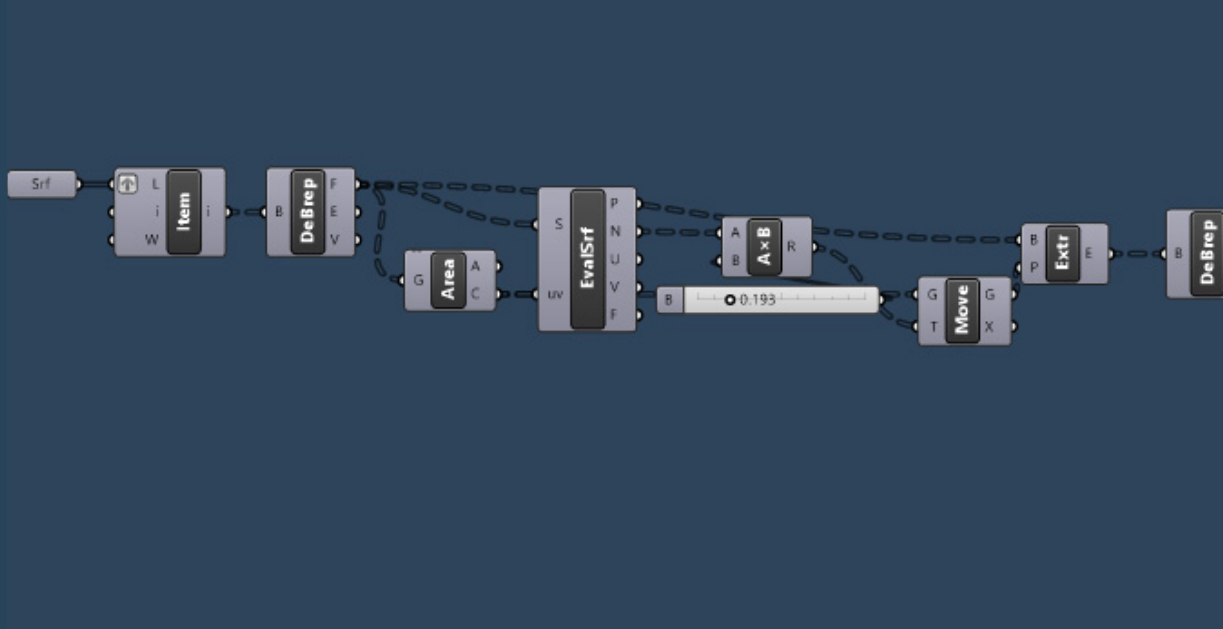 Srf
L
i
W
Item
i
B
DeBrep
F
E
V
G
Area
A
C
S
uv
EvalSrf
P
N
U
V
F
A
B
A×B
R
B
0.193
G
T
Move
G
X
B
P
Extr
E
B
DeBrep